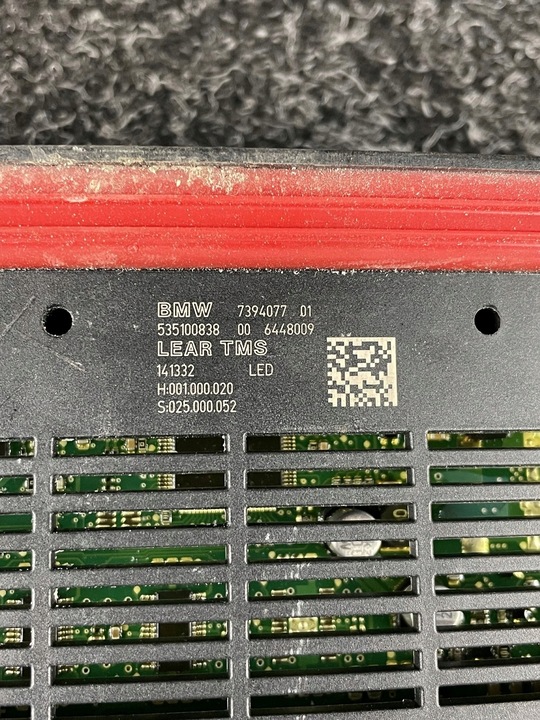 BMW 7394077 01
535100838 00 6448009
LEAR TMS
141332 LED
H:001.000.020
S:025.000.052